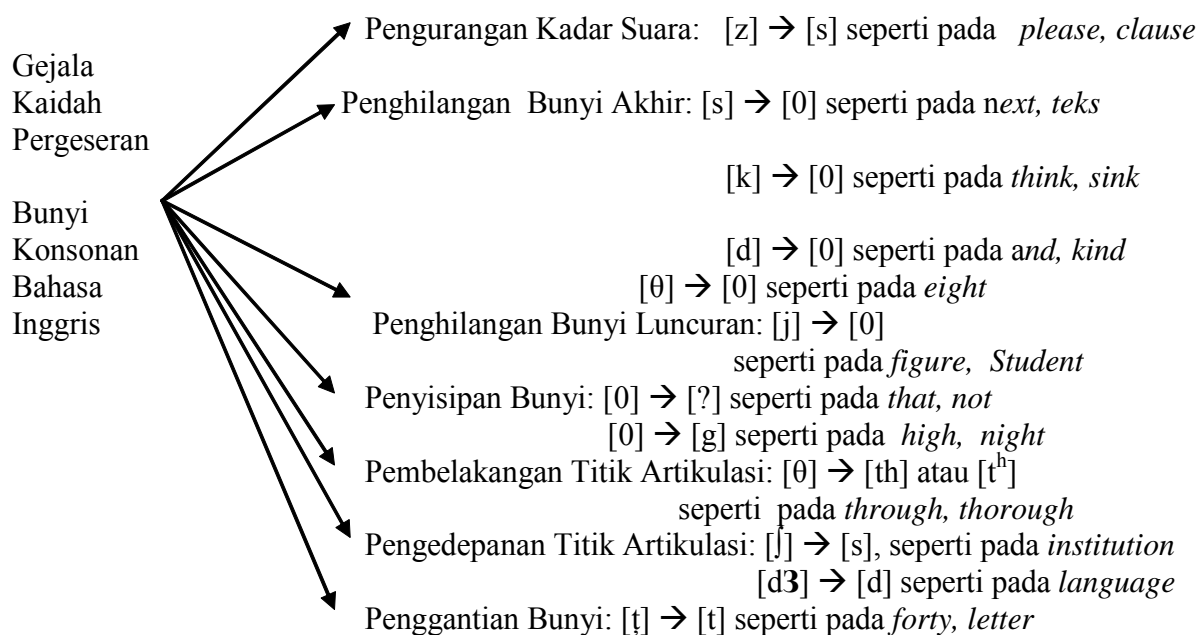 Gejala
Kaidah
Pergeseran
Bunyi
Konsonan
Bahasa
Inggris
Pengurangan Kadar Suara: [z] → [s] seperti pada please, clause
Penghilangan Bunyi Akhir: [s] → [0] seperti pada next, teks
[k] → [0] seperti pada think, sink
[d] → [0] seperti pada and, kind
[θ] → [0] seperti pada eight
Penghilangan Bunyi Luncuran: [j] → [0]
seperti pada figure, Student
Penyisipan Bunyi: [0] → [?] seperti pada that, not
[0] → [g] seperti pada high, night
Pembelakangan Titik Artikulasi: [θ] → [th] atau [tʰ]
seperti pada through, thorough
Pengedepanan Titik Artikulasi: [ʃ] → [s], seperti pada institution
[d3] → [d] seperti pada language
Penggantian Bunyi: [ţ] → [t] seperti pada forty, letter